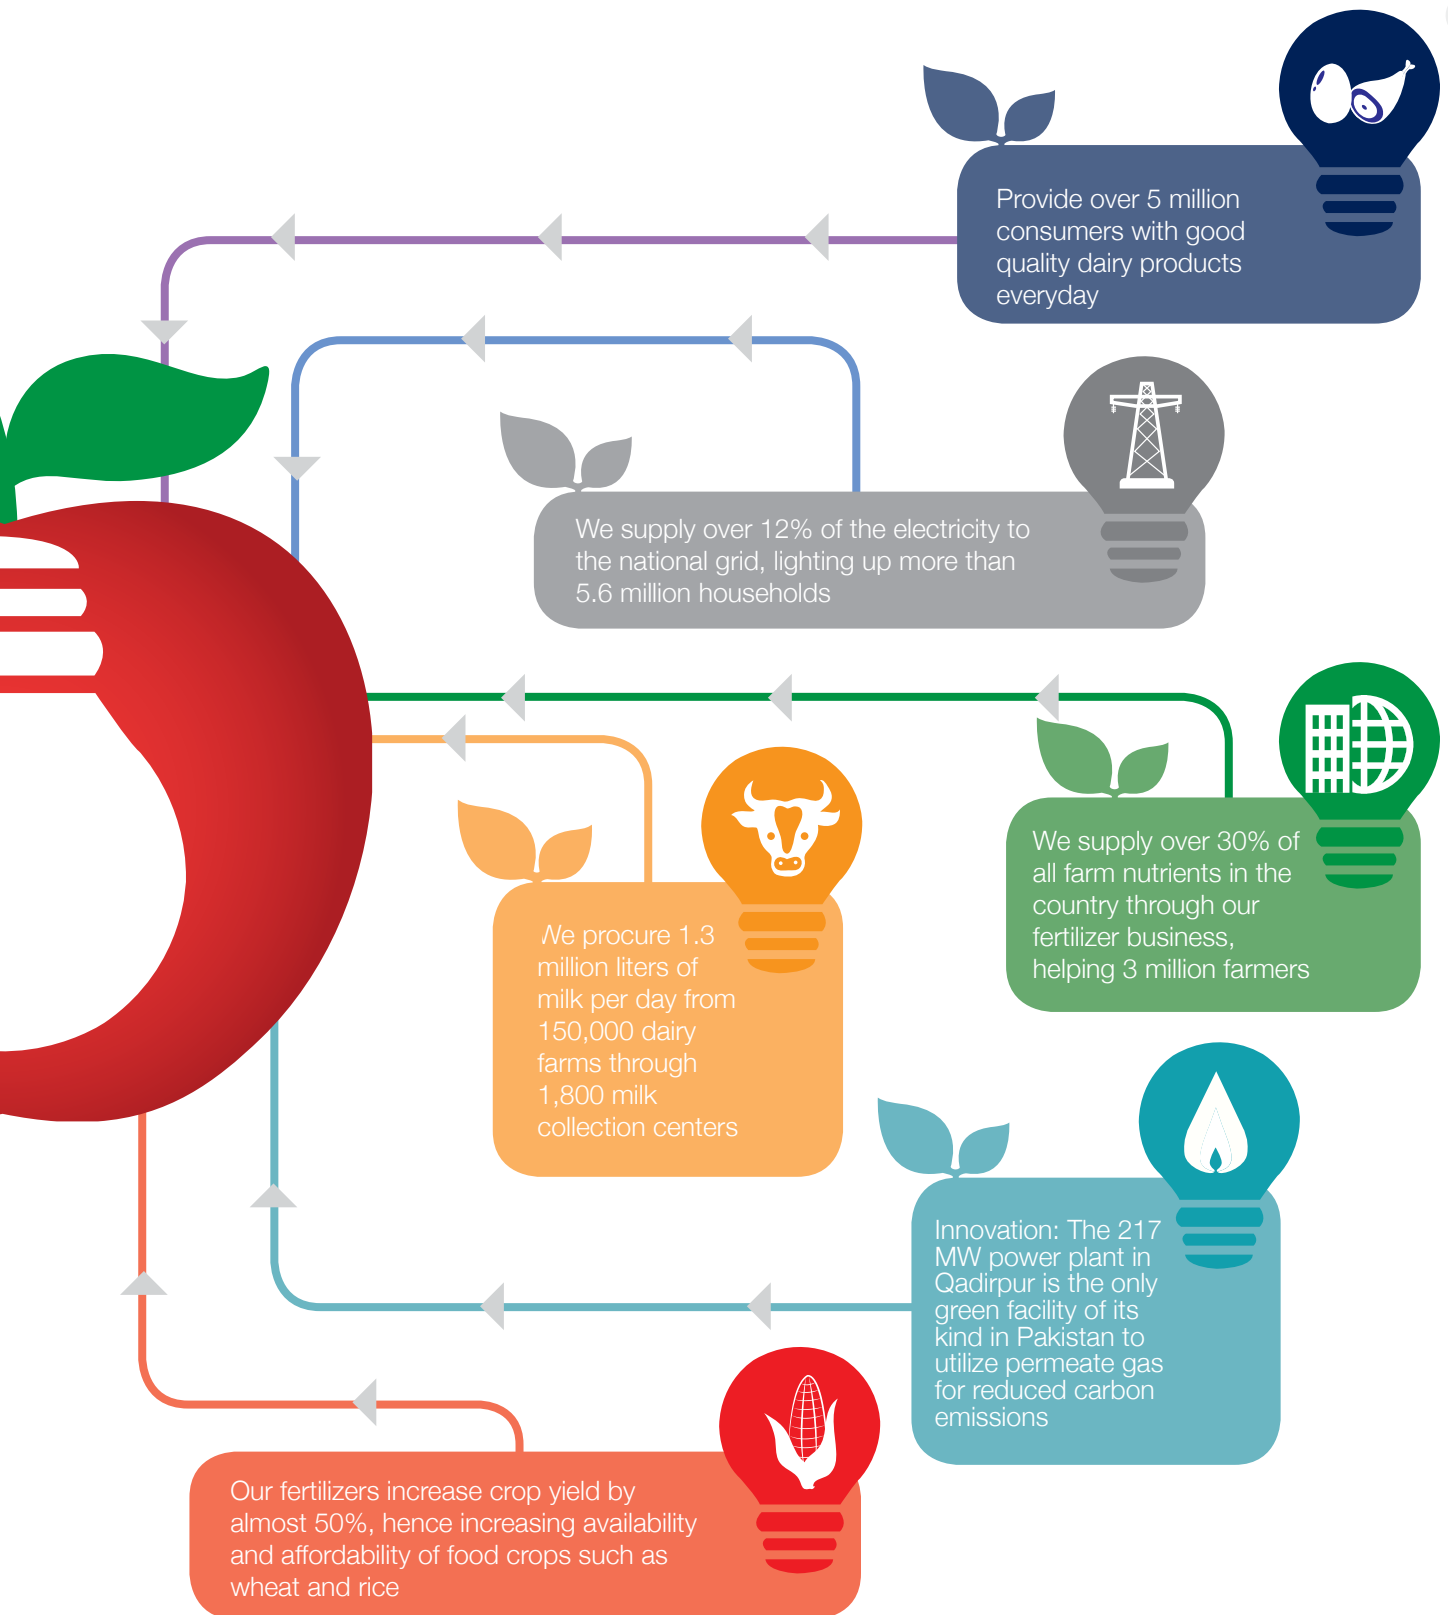 Provide over 5 million
consumers with good
quality dairy products
everyday
We supply over 12% of the electricity to
the national grid, lighting up more than
5.6 million households
We supply over 30% of
all farm nutrients in the
country through our
fertilizer business,
helping 3 million farmers
We procure 1.3
million liters of
milk per day from
150,000 dairy
farms through
1,800 milk
collection centers
Innovation: The 217
MW power plant in
Qadirpur is the only
green facility of its
kind in Pakistan to
utilize permeate gas
for reduced carbon
emissions
Our fertilizers increase crop yield by
almost 50%, hence increasing availability
and affordability of food crops such as
wheat and rice